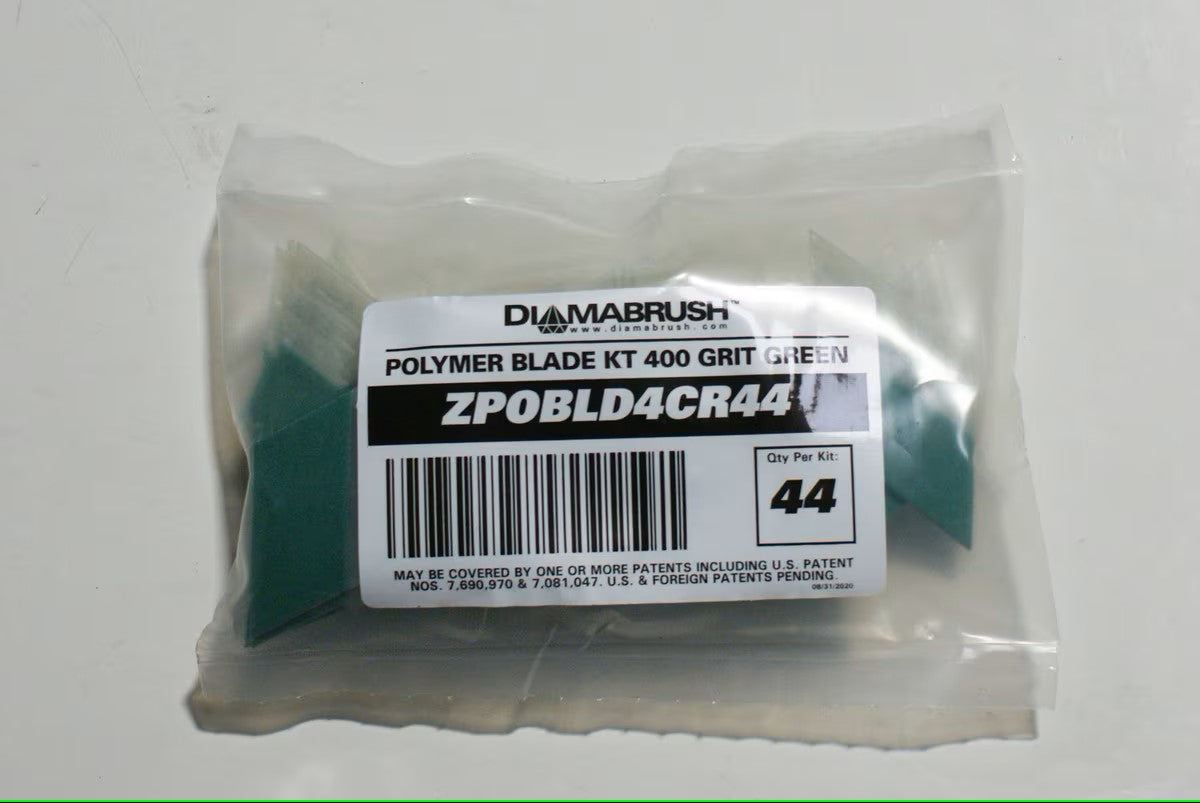 DIAMABRUSH™
www.diamabrush.com
POLYMER BLADE KT 400 GRIT GREEN
ZPOBLD4CR44
Qty Per Kit:
44
MAY BE COVERED BY ONE OR MORE PATENTS INCLUDING U.S. PATENT
NOS. 7,690,970 & 7,081,047. U.S. & FOREIGN PATENTS PENDING.
08/31/2020